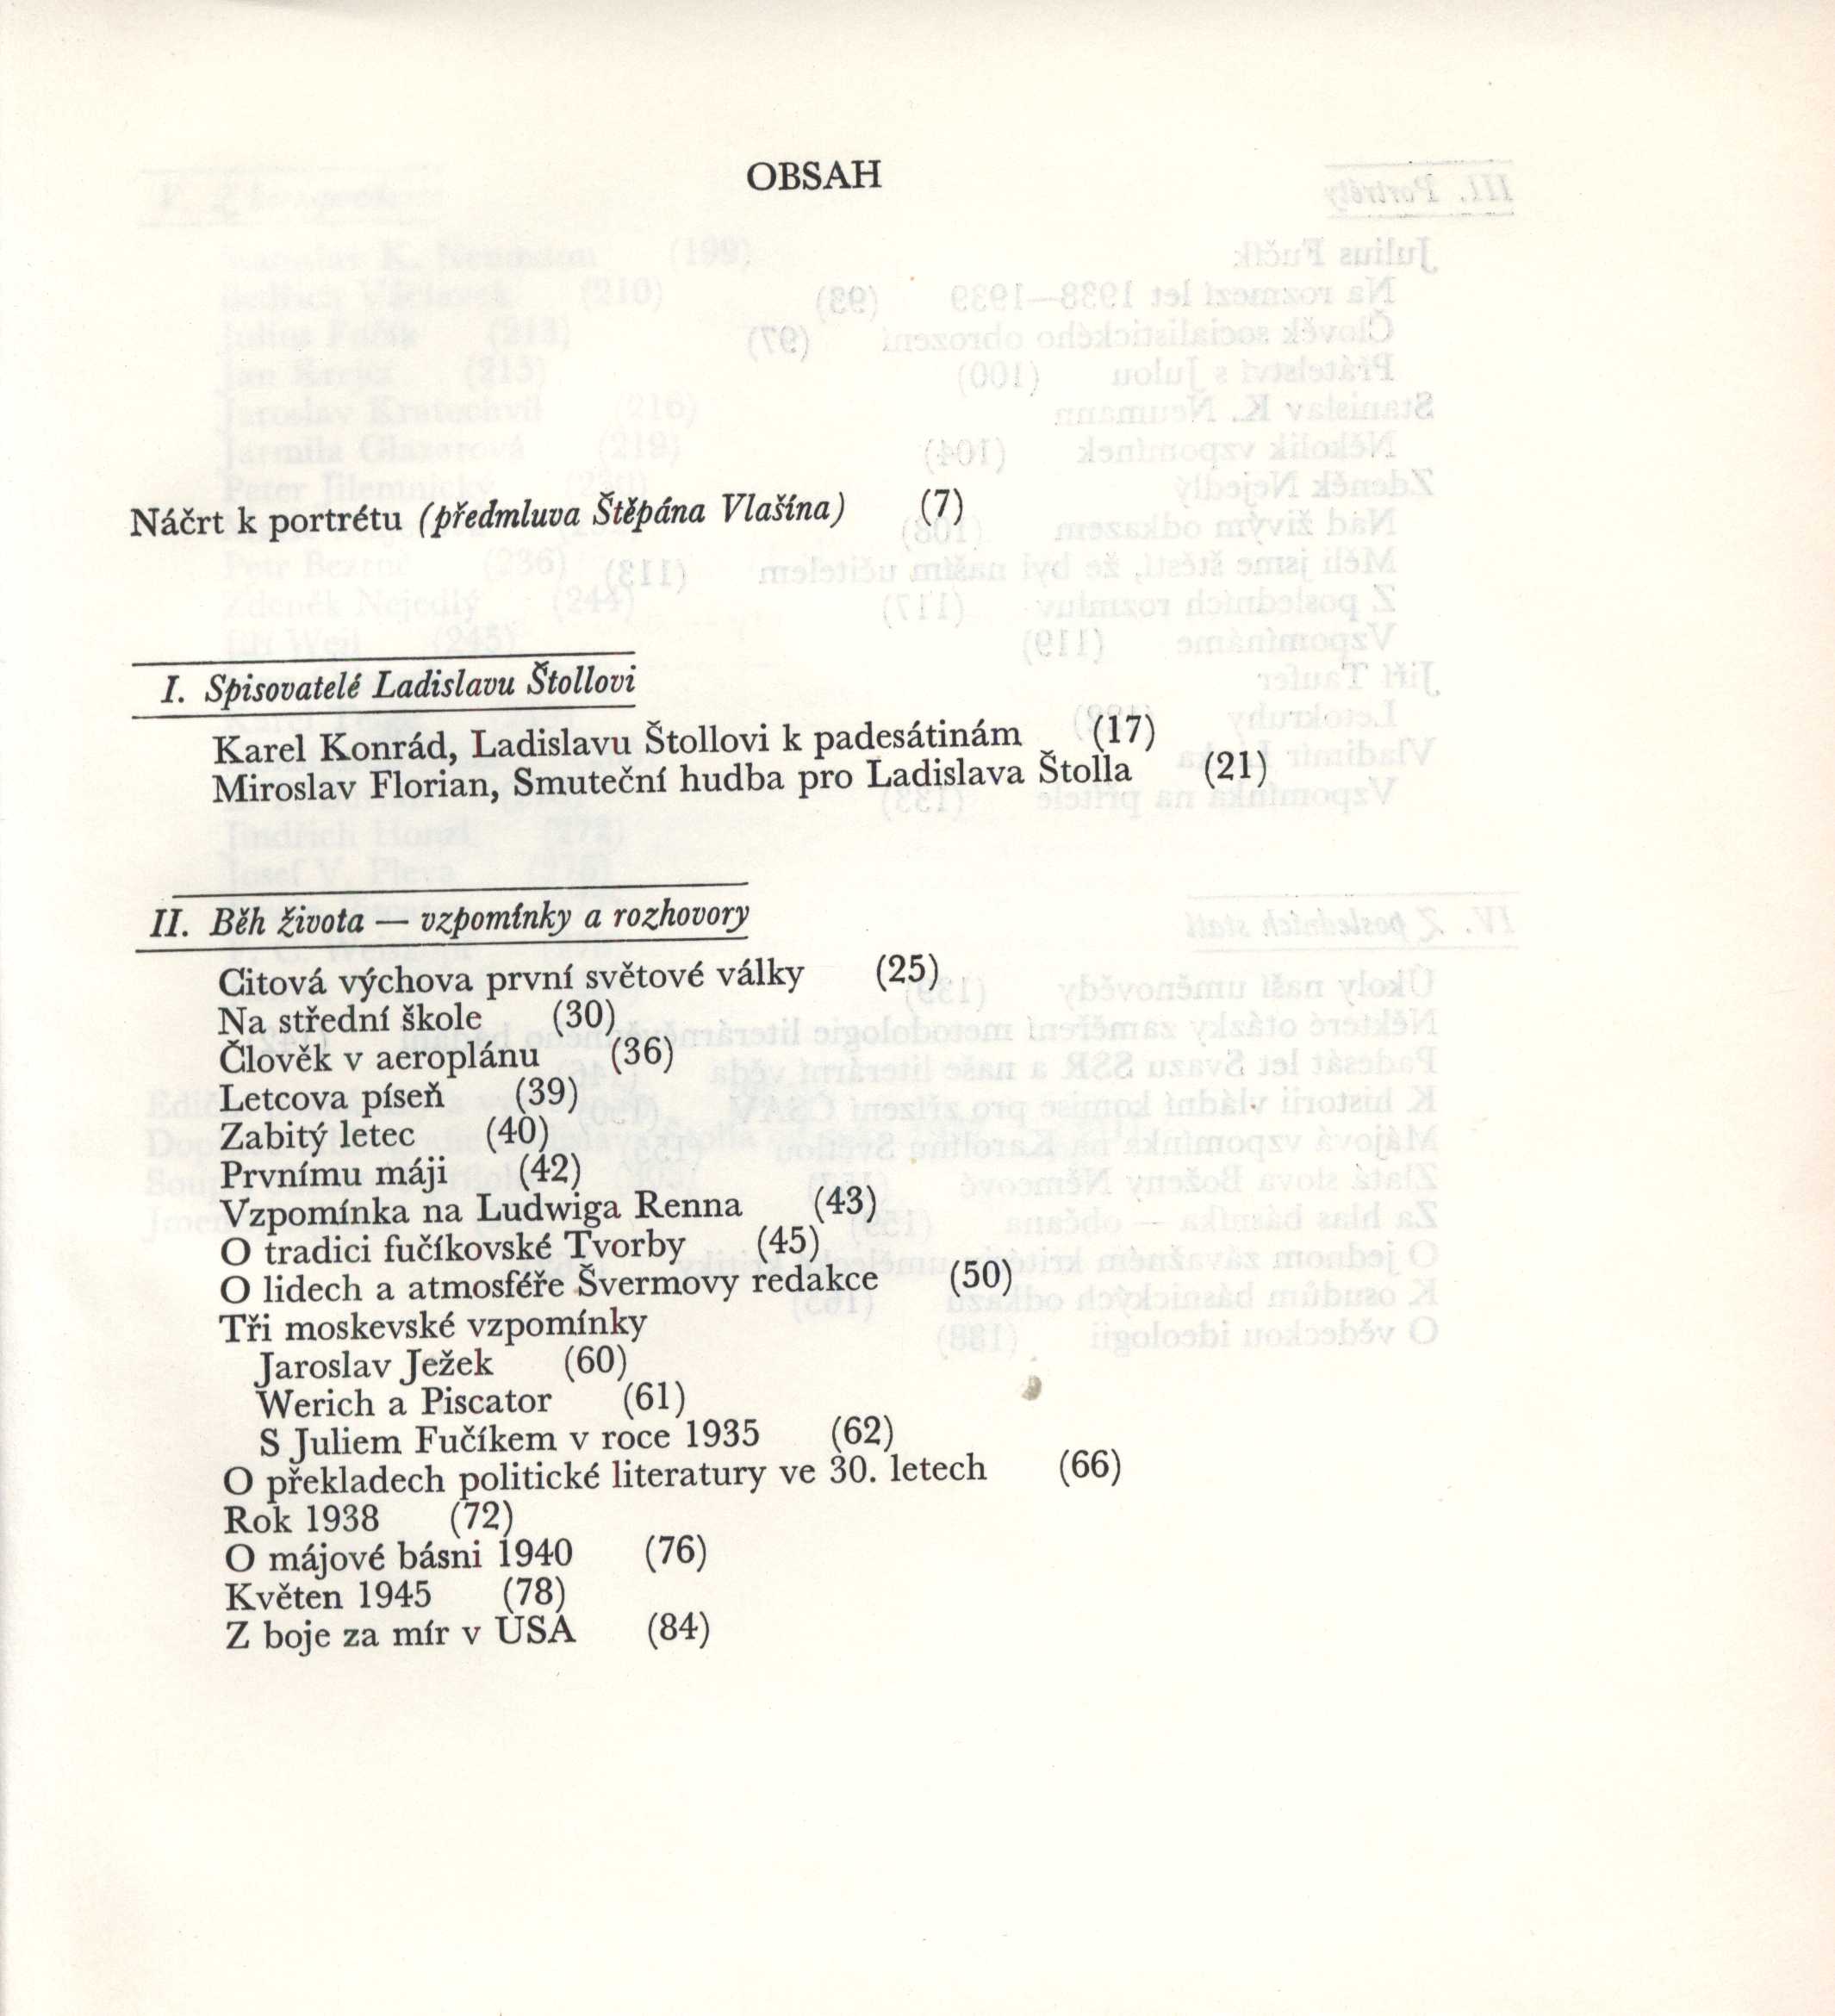 OBSAH
Náčrt k portrétu (předmluva Štěpána Vlašína) (7)
I. Spisovatelé Ladislavu Štollovi
Karel Konrád, Ladislavu Štollovi k padesátinám (17)
Miroslav Florian, Smuteční hudba pro Ladislava Štolla (21)
II. Běh života — vzpomínky a rozhovory
Citová výchova první světové války (25)
Na střední škole (30)
Člověk v aeroplánu (36)
Letcova píseň (39)
Zabitý letec (40)
Prvnímu máji (42)
Vzpomínka na Ludwiga Renna (43)
O tradici fučíkovské Tvorby (45)
O lidech a atmosféře Švermovy redakce (50)
Tři moskevské vzpomínky
Jaroslav Ježek (60)
Werich a Piscator (61)
S Juliem Fučíkem v roce 1935 (62)
O překladech politické literatury ve 30. letech (66)
Rok 1938 (72)
O májové básni 1940 (76)
Květen 1945 (78)
Z boje za mír v USA (84)